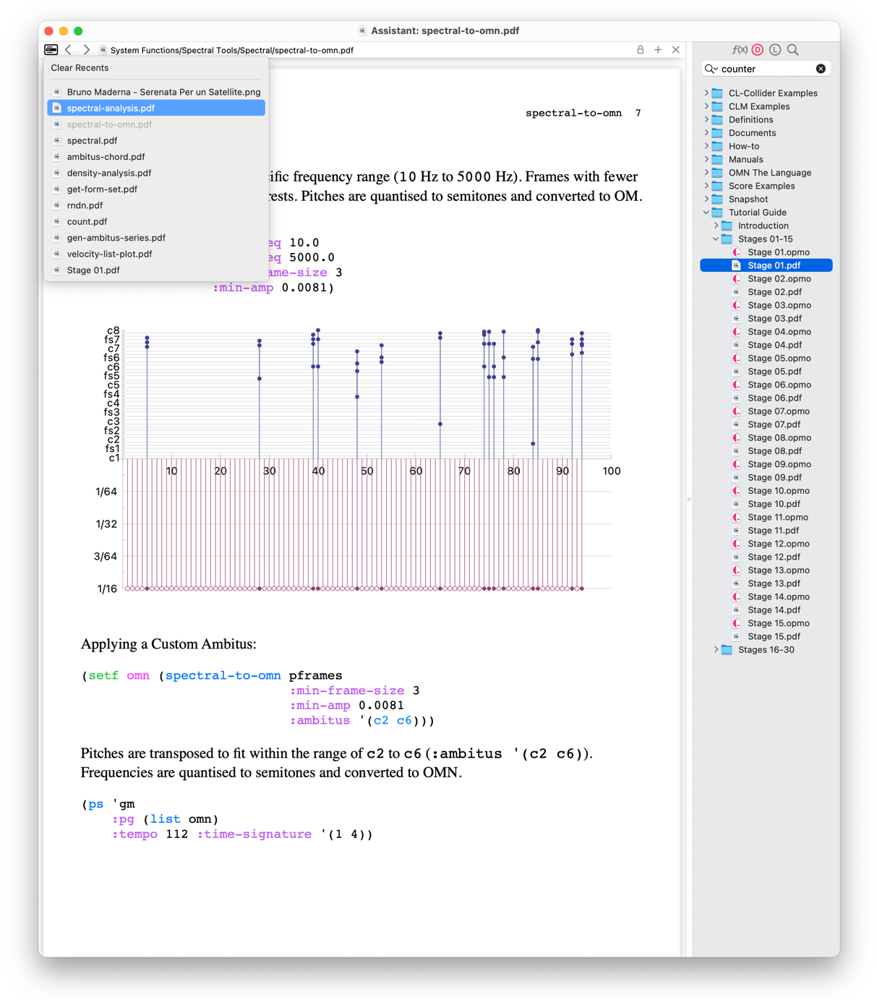 Assistant: spectral-to-omn.pdf
System Functions/Spectral Tools/Spectral/spectral-to-omn.pdf
Clear Recents
Bruno Maderna - Serenata Per un Satellite.png
spectral-analysis.pdf
spectral-to-omn.pdf
spectral.pdf
ambitus-chord.pdf
density-analysis.pdf
get-form-set.pdf
rndn.pdf
count.pdf
gen-ambitus-series.pdf
velocity-list-plot.pdf
Stage 01.pdf
spectral-to-omn 7
frequency range (10 Hz to 5000 Hz). Frames with fewer
rests. Pitches are quantised to semitones and converted to OM.
eq 10.0
eq 5000.0
ame-size 3
:min-amp 0.0081)
c8
fs7
c7
fs6
c6
fs5
c5
fs4
c4
fs3
c3
fs2
c2
fs1
c1
10 20 30 40 50 60 70 80 90 100
1/64
1/32
3/64
1/16
Applying a Custom Ambitus:
(setf omn (spectral-to-omn pframes
:min-frame-size 3
:min-amp 0.0081
:ambitus '(c2 c6)))
Pitches are transposed to fit within the range of c2 to c6 (:ambitus '(c2 c6)).
Frequencies are quantised to semitones and converted to OMN.
(ps 'gm
:pg (list omn)
:tempo 112 :time-signature '(1 4))
f(x) D L
counter
CL-Collider Examples
CLM Examples
Definitions
Documents
How-to
Manuals
OMN The Language
Score Examples
Snapshot
Tutorial Guide
Introduction
Stages 01-15
Stage 01.opmo
Stage 01.pdf
Stage 02.opmo
Stage 02.pdf
Stage 03.opmo
Stage 03.pdf
Stage 04.opmo
Stage 04.pdf
Stage 05.opmo
Stage 05.pdf
Stage 06.opmo
Stage 06.pdf
Stage 07.opmo
Stage 07.pdf
Stage 08.opmo
Stage 08.pdf
Stage 09.opmo
Stage 09.pdf
Stage 10.opmo
Stage 10.pdf
Stage 11.opmo
Stage 11.pdf
Stage 12.opmo
Stage 12.pdf
Stage 13.opmo
Stage 13.pdf
Stage 14.opmo
Stage 14.pdf
Stage 15.opmo
Stage 15.pdf
Stages 16-30